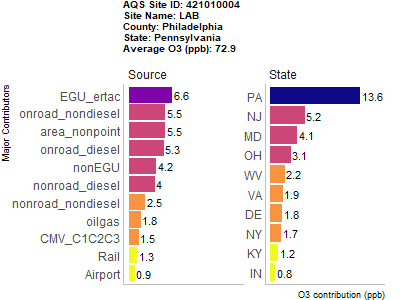 AQS Site ID: 421010004
Site Name: LAB
County: Philadelphia
State: Pennsylvania
Average O3 (ppb): 72.9
Major Contributors
Source
EGU_ertac 6.6
onroad_nondiesel 5.5
area_nonpoint 5.5
onroad_diesel 5.3
nonEGU 4.2
nonroad_diesel 4
nonroad_nondiesel 2.5
oilgas 1.8
CMV_C1C2C3 1.5
Rail 1.3
Airport 0.9
State
PA 13.6
NJ 5.2
MD 4.1
OH 3.1
WV 2.2
VA 1.9
DE 1.8
NY 1.7
KY 1.2
IN 0.8
O3 contribution (ppb)